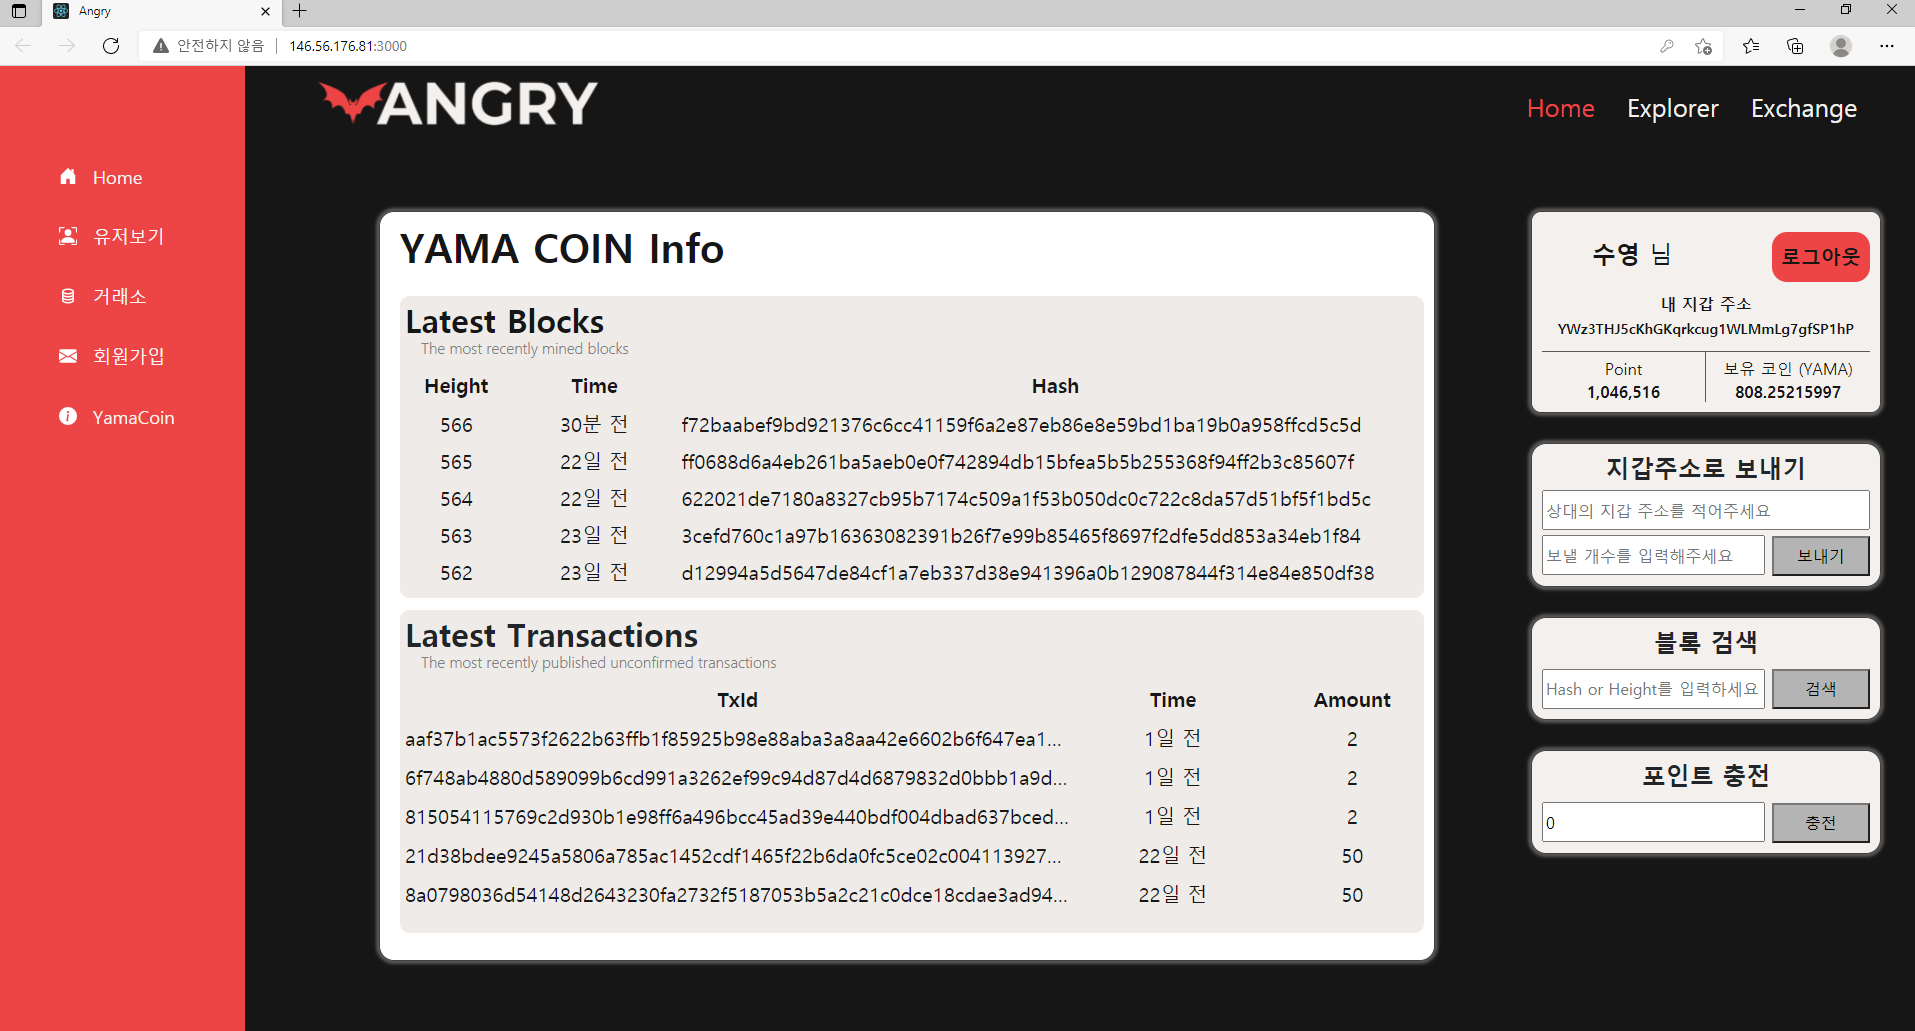 Angry
안전하지 않음 | 146.56.176.81:3000
ANGRY
Home Explorer Exchange
Home
유저보기
거래소
회원가입
YamaCoin
YAMA COIN Info
Latest Blocks
The most recently mined blocks
Height Time Hash
566 30분 전 f72baabef9bd921376c6cc41159f6a2e87eb86e8e59bd1ba19b0a958ffcd5c5d
565 22일 전 ff0688d6a4eb261ba5aeb0e0f742894db15bfea5b5b255368f94ff2b3c85607f
564 22일 전 622021de7180a8327cb95b7174c509a1f53b050dc0c722c8da57d51bf5f1bd5c
563 23일 전 3cefd760c1a97b16363082391b26f7e99b85465f8697f2dfe5dd853a34eb1f84
562 23일 전 d12994a5d5647de84cf1a7eb337d38e941396a0b129087844f314e84e850df38
Latest Transactions
The most recently published unconfirmed transactions
TxId Time Amount
aaf37b1ac5573f2622b63ffb1f85925b98e88aba3a8aa42e6602b6f647ea1... 1일 전 2
6f748ab4880d589099b6cd991a3262ef99c94d87d4d6879832d0bbb1a9d... 1일 전 2
815054115769c2d930b1e98ff6a496bcc45ad39e440bdf004dbad637bced... 1일 전 2
21d38bdee9245a5806a785ac1452cdf1465f22b6da0fc5ce02c004113927... 22일 전 50
8a0798036d54148d2643230fa2732f5187053b5a2c21c0dce18cdae3ad94... 22일 전 50
수영 님 로그아웃
내 지갑 주소
YWz3THJ5cKhGKqrkcug1WLMmLg7gfSP1hP
Point 보유 코인 (YAMA)
1,046,516 808.25215997
지갑주소로 보내기
상대의 지갑 주소를 적어주세요
보낼 개수를 입력해주세요 보내기
블록 검색
Hash or Height를 입력하세요 검색
포인트 충전
0 충전